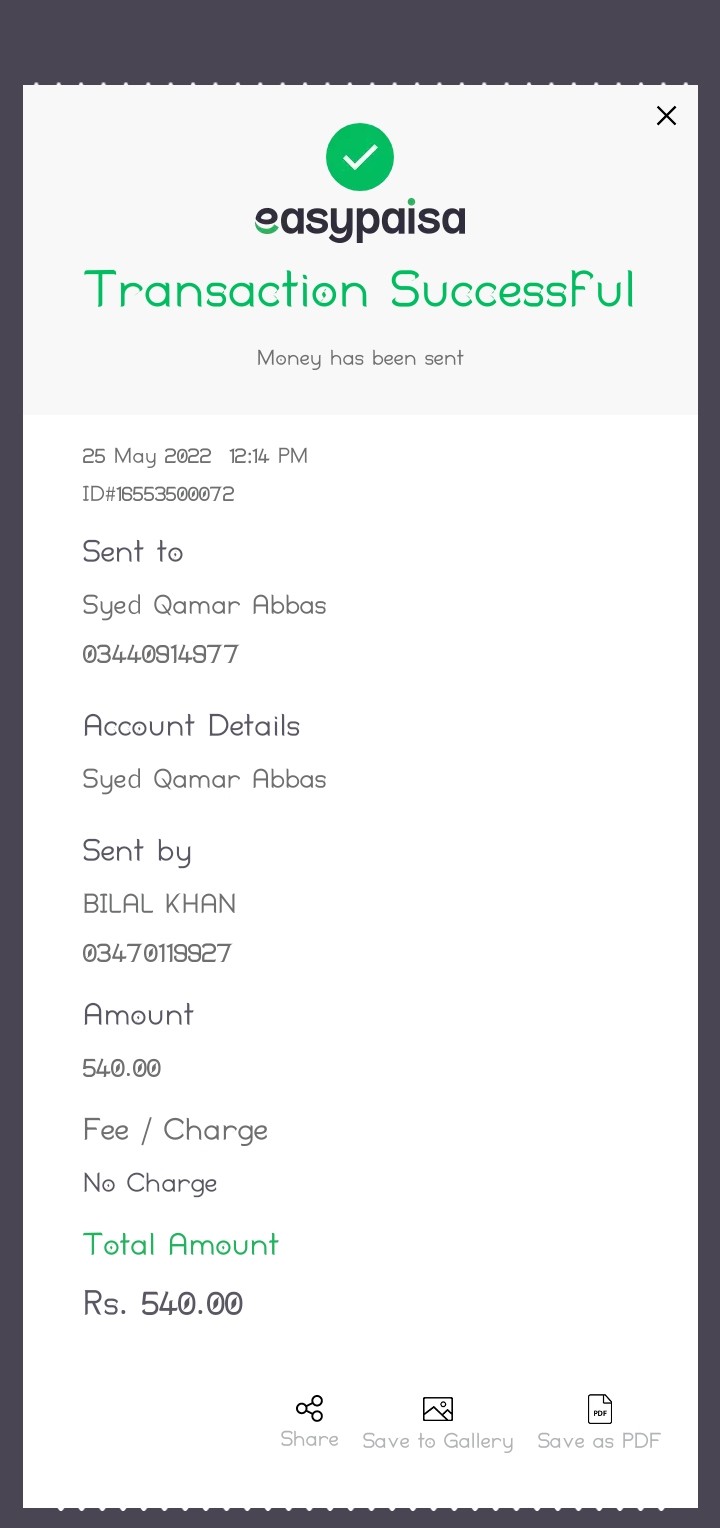 easypaisa
Transaction Successful
Money has been sent
25 May 2022 12:14 PM
ID#16553500072
Sent to
Syed Qamar Abbas
03440914977
Account Details
Syed Qamar Abbas
Sent by
BILAL KHAN
03470119927
Amount
540.00
Fee / Charge
No Charge
Total Amount
Rs. 540.00
PDF
Share Save to Gallery Save as PDF